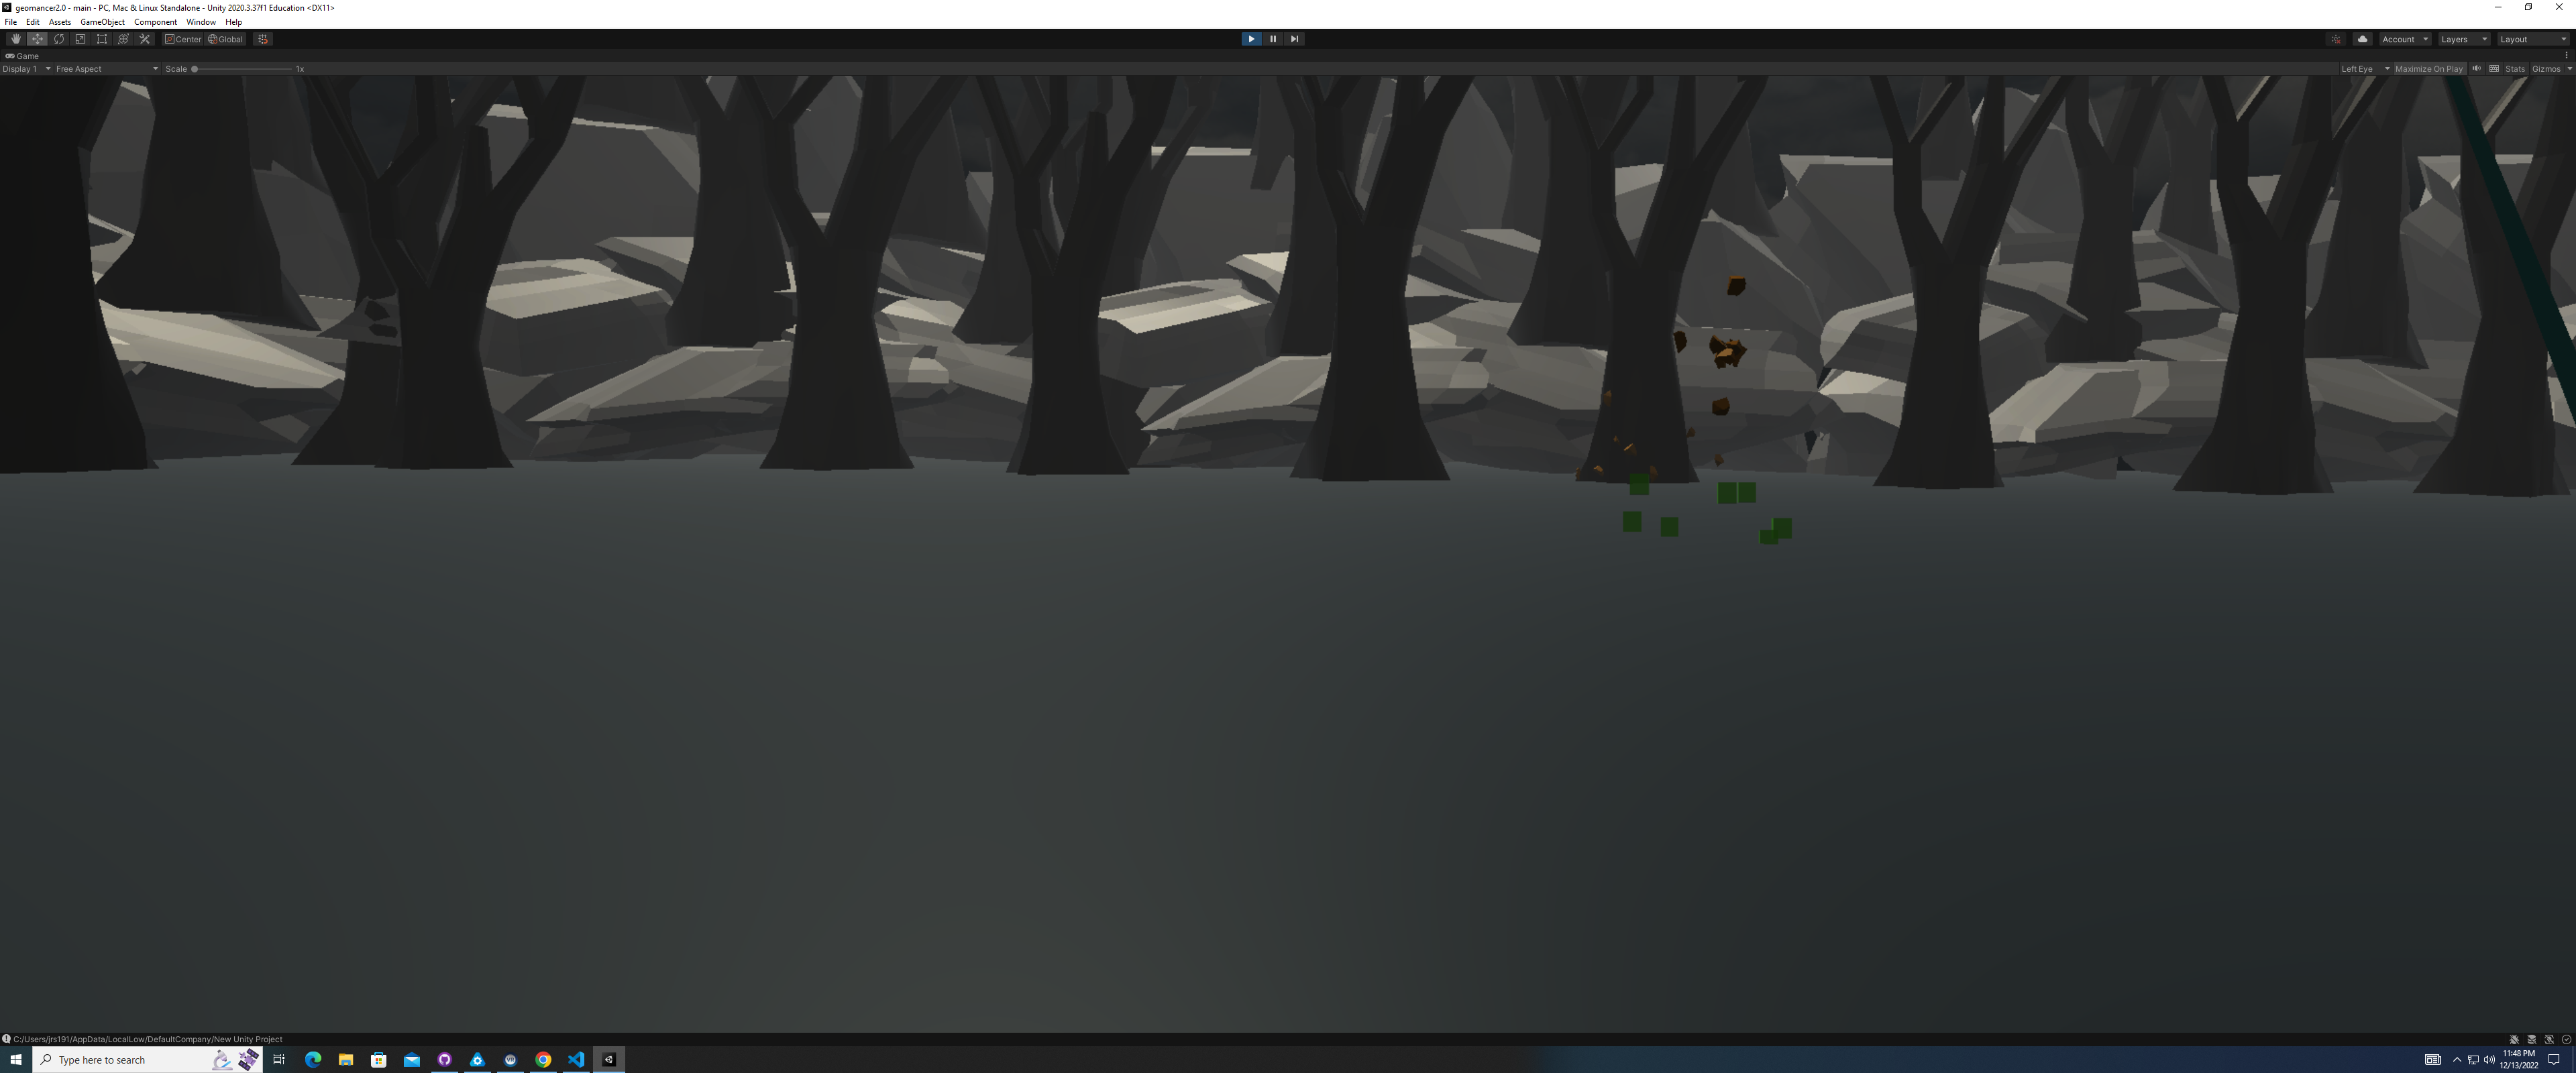 geomancer2.0 - main - PC, Mac & Linux Standalone - Unity 2020.3.37f1 Education <DX11>
File Edit Assets GameObject Component Window Help
Center Global Account Layers Layout
Game
Display 1 Free Aspect Scale 1x Left Eye Maximize On Play Stats Gizmos
C:/Users/jrs191/AppData/LocalLow/DefaultCompany/New Unity Project
Type here to search
11:48 PM
12/13/2022